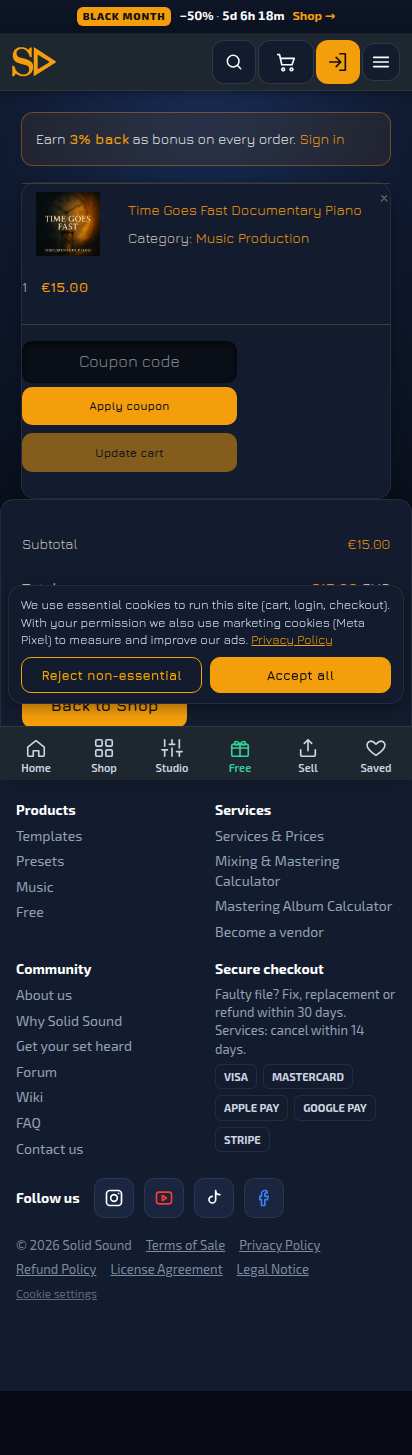 BLACK MONTH −50% · 5d 6h 18m Shop →
Earn 3% back as bonus on every order. Sign in
TIME GOES
FAST
Time Goes Fast Documentary Piano
×
Category: Music Production
1 €15.00
Coupon code
Apply coupon
Update cart
Subtotal €15.00
We use essential cookies to run this site (cart, login, checkout).
With your permission we also use marketing cookies (Meta
Pixel) to measure and improve our ads. Privacy Policy
Reject non-essential Accept all
Back to Shop
Home Shop Studio Free Sell Saved
Products
Templates
Presets
Music
Free
Services
Services & Prices
Mixing & Mastering
Calculator
Mastering Album Calculator
Become a vendor
Community
About us
Why Solid Sound
Get your set heard
Forum
Wiki
FAQ
Contact us
Secure checkout
Faulty file? Fix, replacement or
refund within 30 days.
Services: cancel within 14
days.
VISA MASTERCARD
APPLE PAY GOOGLE PAY
STRIPE
Follow us
© 2026 Solid Sound Terms of Sale Privacy Policy
Refund Policy License Agreement Legal Notice
Cookie settings